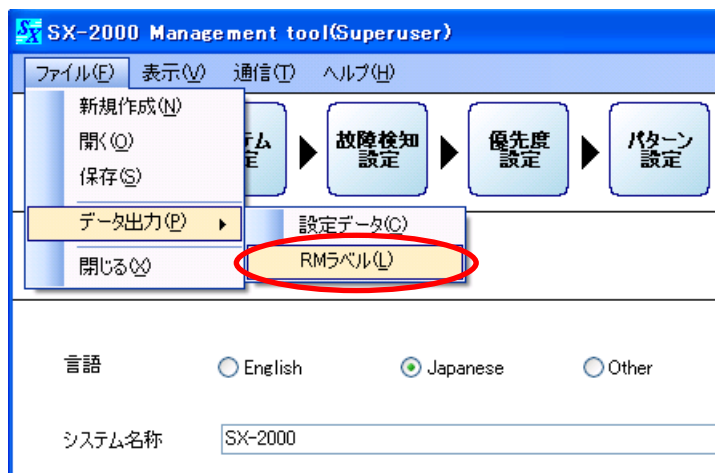 SX-2000 Management tool(Superuser)
ファイル(F) 表示(V) 通信(T) ヘルプ(H)
新規作成(N)
開く(O)
保存(S)
データ出力(P)
閉じる(X)
設定データ(C)
RMラベル(L)
故障検知
設定
優先度
設定
パターン
設定
言語 English Japanese Other
システム名称 SX-2000